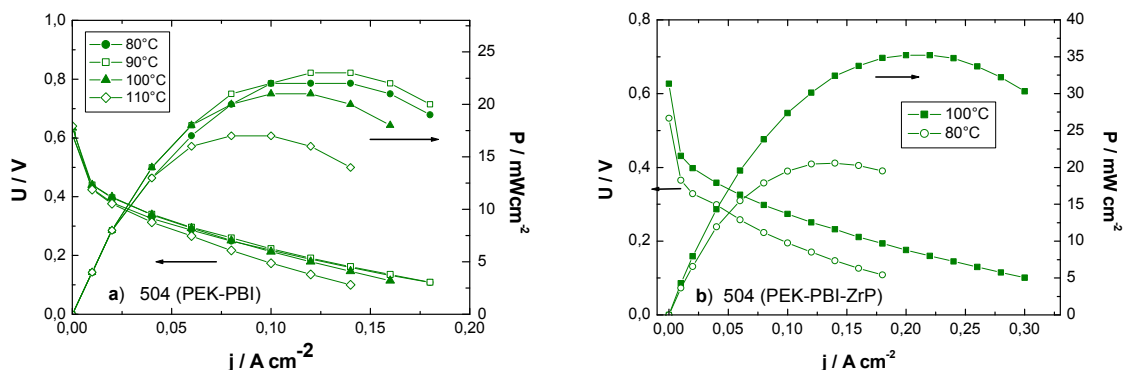 1,0
0,8
0,6
0,4
0,2
0,0
U / V
80°C
90°C
100°C
110°C
25
20
15
10
5
0
P / mWcm-2
a) 504 (PEK-PBI)
0,00 0,05 0,10 0,15 0,20
j / A cm-2
0,8
0,6
0,4
0,2
0,0
U / V
100°C
80°C
40
35
30
25
20
15
10
5
0
P / mW cm-2
b) 504 (PEK-PBI-ZrP)
0,00 0,05 0,10 0,15 0,20 0,25 0,30
j / A cm-2